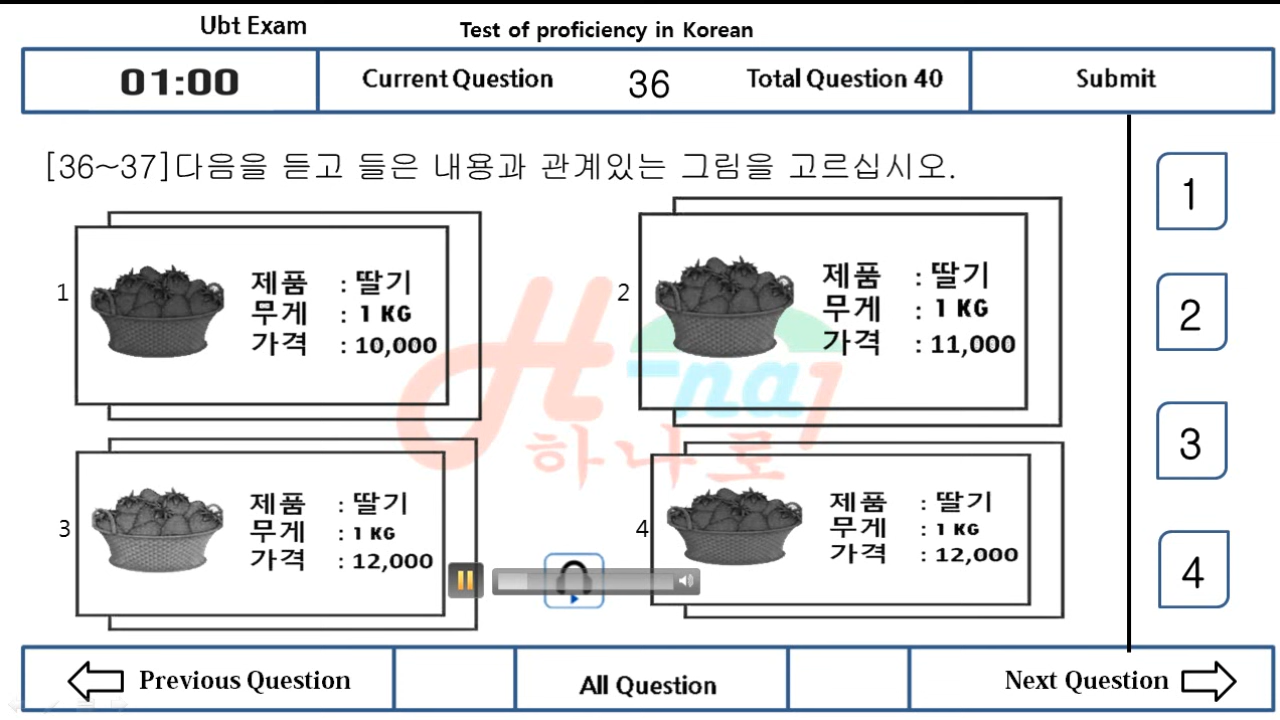 Ubt Exam
Test of proficiency in Korean
01:00
Current Question 36 Total Question 40
Submit
[36~37]다음을 듣고 들은 내용과 관계있는 그림을 고르십시오.
1
제품 : 딸기
무게 : 1 KG
가격 : 10,000
2
제품 : 딸기
무게 : 1 KG
가격 : 11,000
3
제품 : 딸기
무게 : 1 KG
가격 : 12,000
4
제품 : 딸기
무게 : 1 KG
가격 : 12,000
H-na로
하나로
1
2
3
4
Previous Question
All Question
Next Question